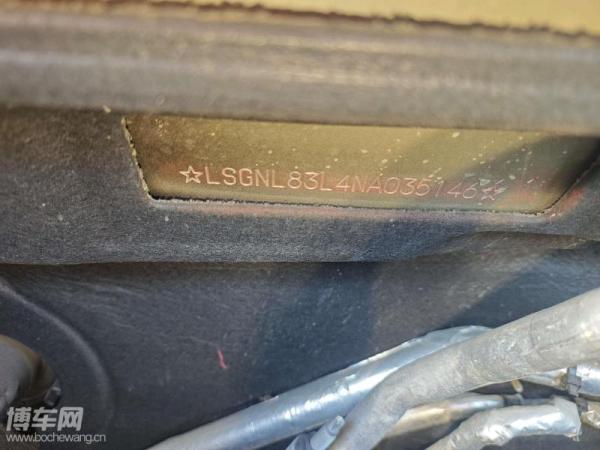 ☆LSGNL83L4NA035146☆
博车网
www.bochewang.cn